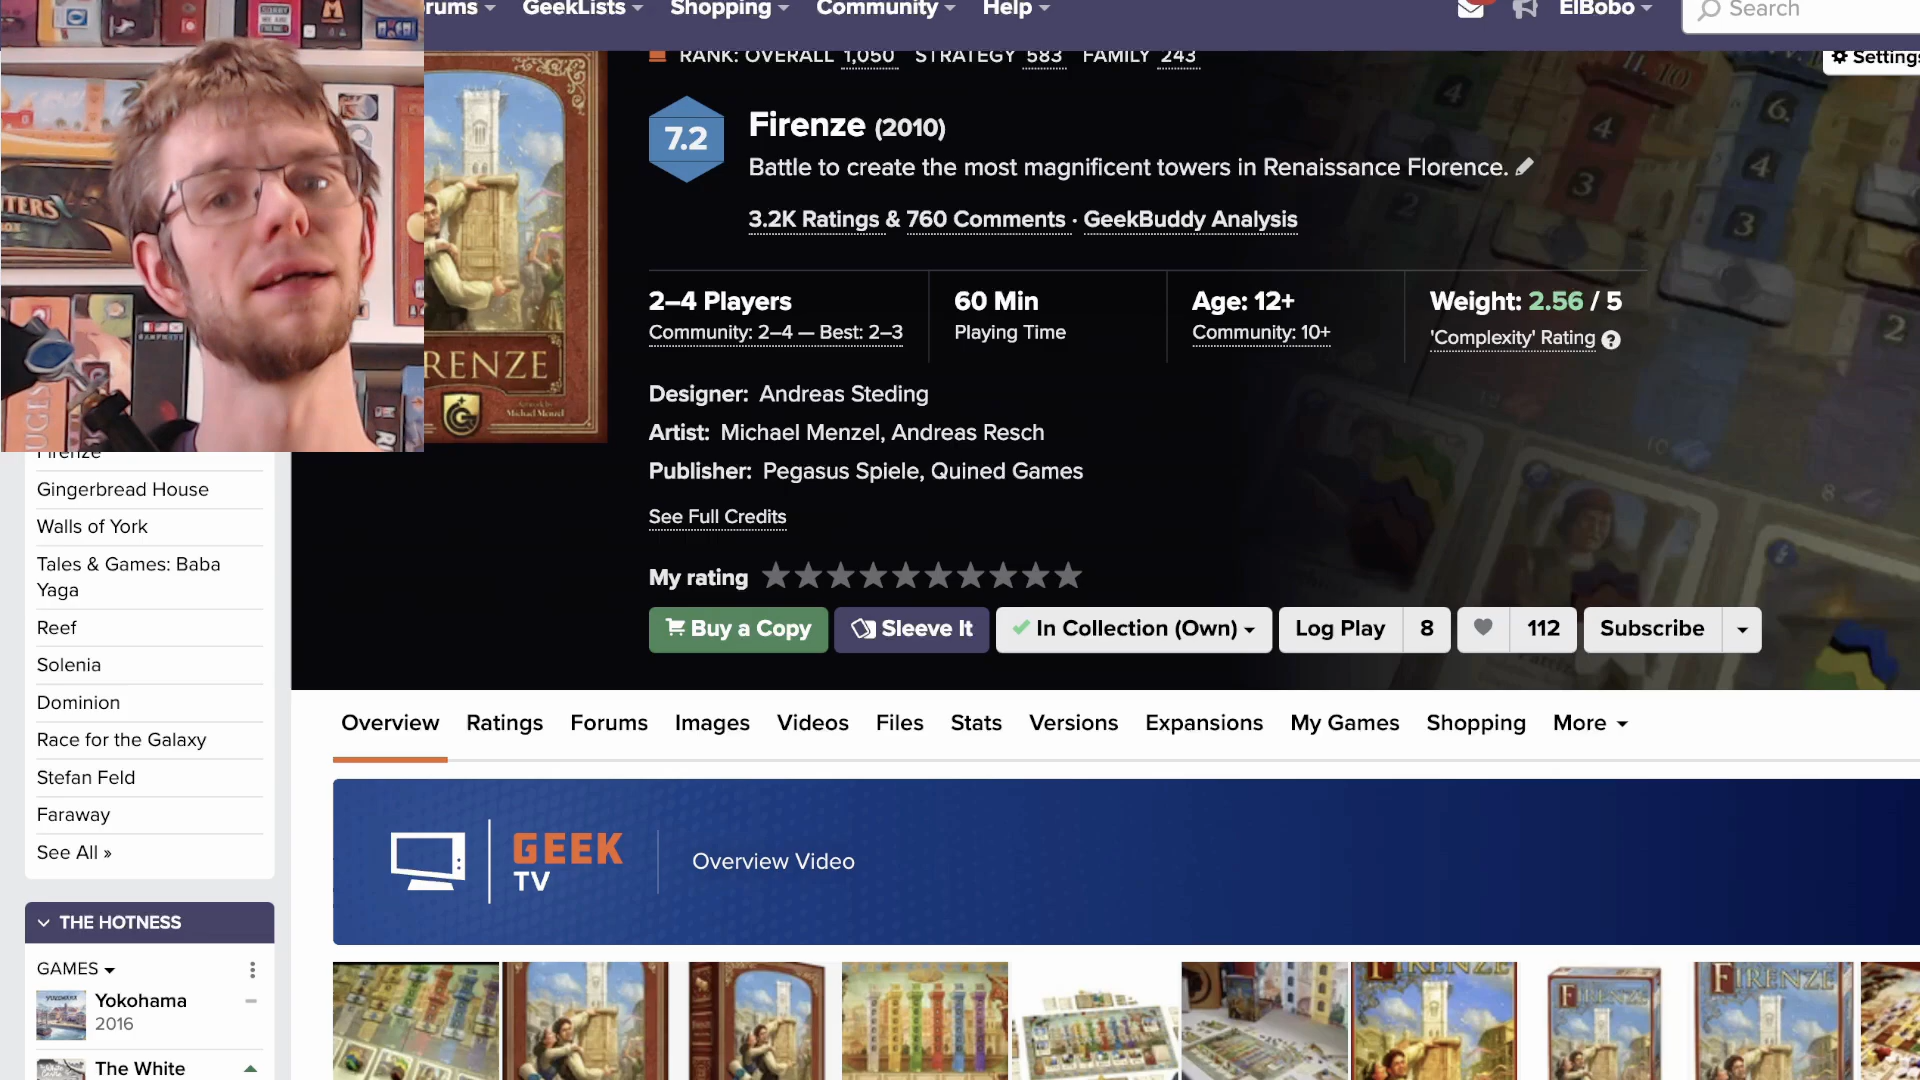 GeekLists
Shopping
Community
Help
ElBobo
Search
RANK: OVERALL 1,050 STRATEGY 583 FAMILY 243
Settings
7.2
Firenze (2010)
Battle to create the most magnificent towers in Renaissance Florence.
3.2K Ratings & 760 Comments · GeekBuddy Analysis
2–4 Players
Community: 2–4 — Best: 2–3
60 Min
Playing Time
Age: 12+
Community: 10+
Weight: 2.56 / 5
'Complexity' Rating ?
Designer: Andreas Steding
Artist: Michael Menzel, Andreas Resch
Publisher: Pegasus Spiele, Quined Games
See Full Credits
My rating
Buy a Copy
Sleeve It
In Collection (Own)
Log Play 8
112
Subscribe
RENZE
Michael Menzel
Firenze
Gingerbread House
Walls of York
Tales & Games: Baba
Yaga
Reef
Solenia
Dominion
Race for the Galaxy
Stefan Feld
Faraway
See All »
THE HOTNESS
GAMES
Yokohama
2016
The White
Overview
Ratings
Forums
Images
Videos
Files
Stats
Versions
Expansions
My Games
Shopping
More
GEEK
TV
Overview Video
FIRENZE
FIRENZE
FIRENZE